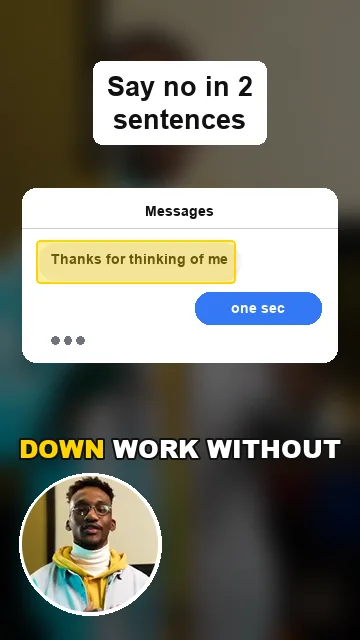 Say no in 2
sentences
Messages
Thanks for thinking of me
one sec
DOWN WORK WITHOUT